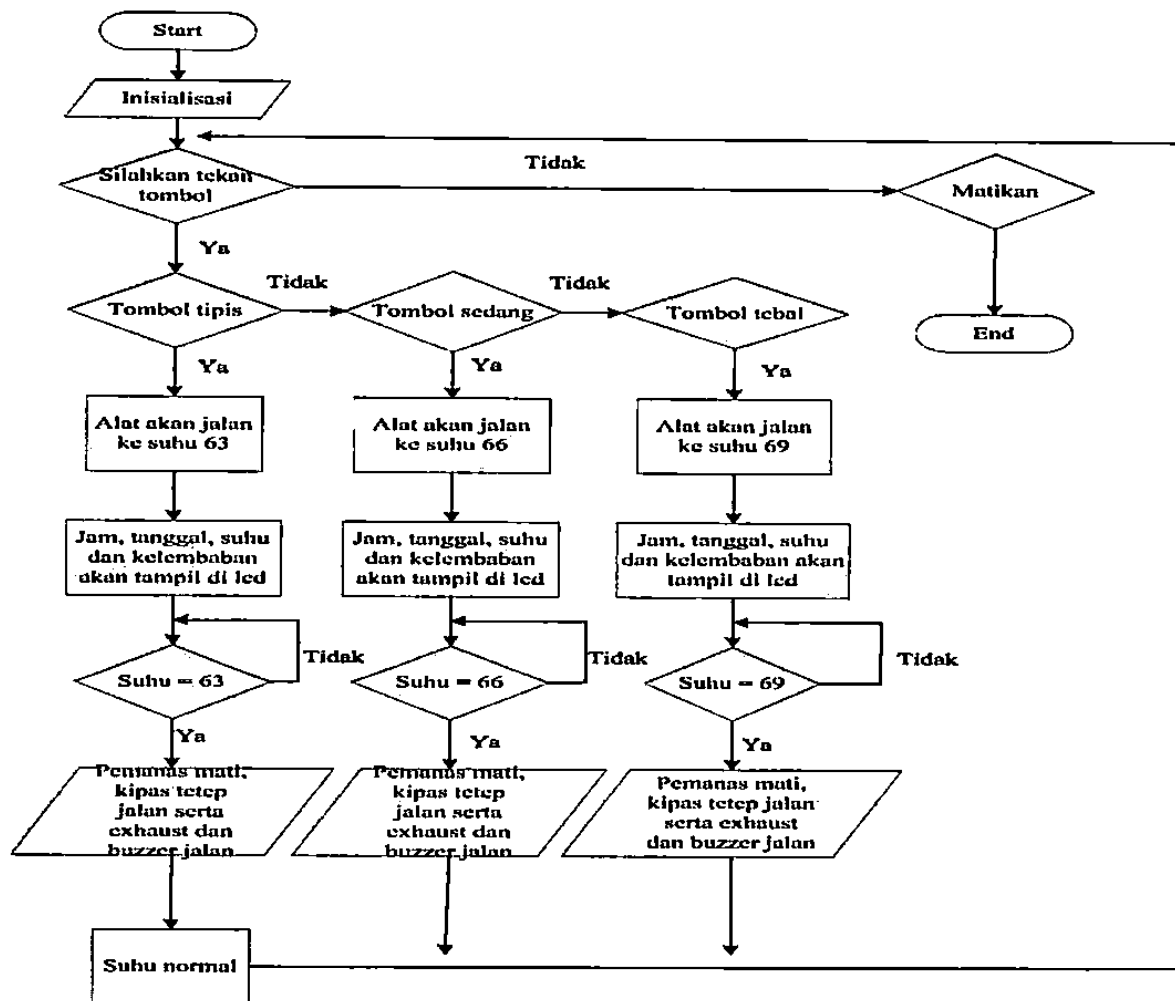 Start
Inisialisasi
Silahkan tekan
tombol
Tidak
Matikan
Ya
Tombol tipis
Tidak
Tombol sedang
Tidak
Tombol tebal
End
Ya
Ya
Ya
Alat akan jalan
ke suhu 63
Alat akan jalan
ke suhu 66
Alat akan jalan
ke suhu 69
Jam, tanggal, suhu
dan kelembaban
akan tampil di lcd
Jam, tanggal, suhu
dan kelembaban
akan tampil di lcd
Jam, tanggal, suhu
dan kelembaban akan
tampil di lcd
Suhu = 63
Tidak
Suhu = 66
Tidak
Suhu = 69
Tidak
Ya
Ya
Ya
Pemanas mati,
kipas tetep
jalan serta
exhaust dan
buzzer jalan
Pemanas mati,
kipas tetep
jalan serta
exhaust dan
buzzer jalan
Pemanas mati,
kipas tetep jalan
serta exhaust
dan buzzer jalan
Suhu normal